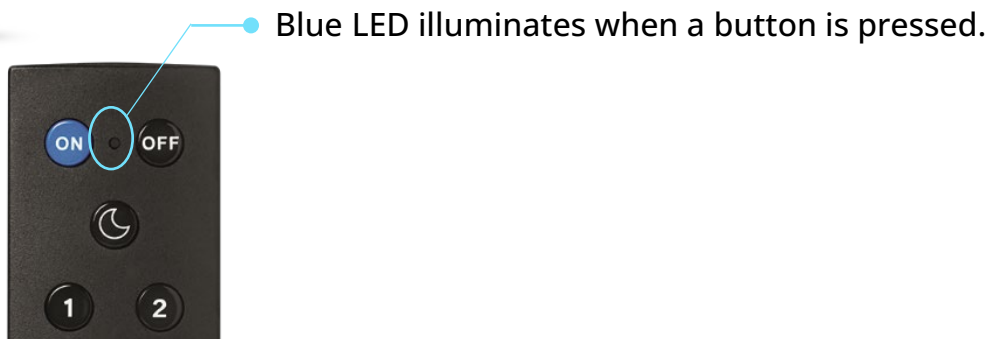 Blue LED illuminates when a button is pressed.
ON OFF
1 2